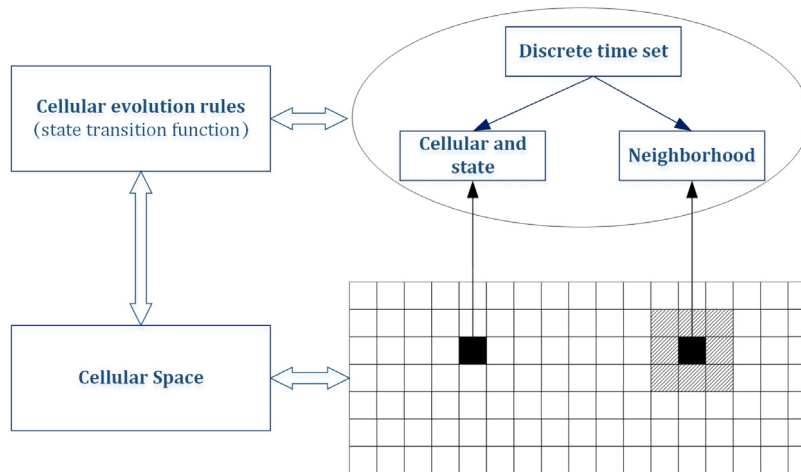 Discrete time set
Cellular evolution rules
(state transition function)
Cellular and
state
Neighborhood
Cellular Space